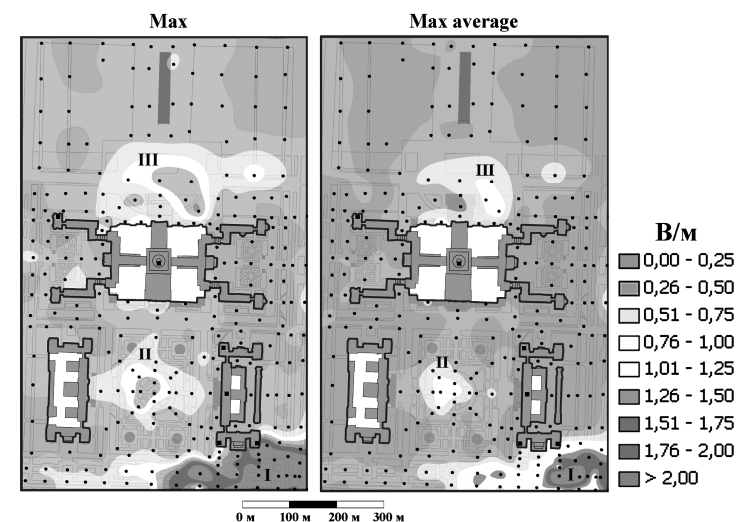 Max
Max average
III
III
II
II
I
I
В/м
0,00 - 0,25
0,26 - 0,50
0,51 - 0,75
0,76 - 1,00
1,01 - 1,25
1,26 - 1,50
1,51 - 1,75
1,76 - 2,00
> 2,00
0 м 100 м 200 м 300 м